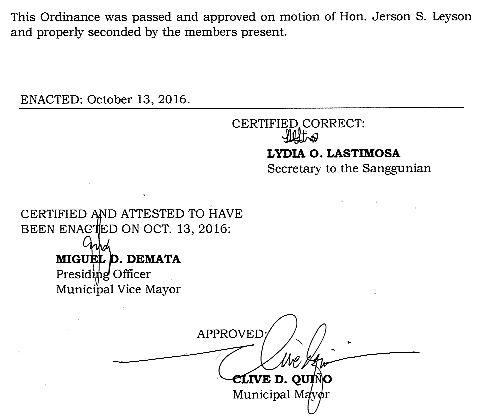 This Ordinance was passed and approved on motion of Hon. Jerson S. Leyson
and properly seconded by the members present.
ENACTED: October 13, 2016.
CERTIFIED CORRECT:
LYDIA O. LASTIMOSA
Secretary to the Sanggunian
CERTIFIED AND ATTESTED TO HAVE
BEEN ENACTED ON OCT. 13, 2016:
MIGUEL D. DEMATA
Presiding Officer
Municipal Vice Mayor
APPROVED:
CLIVE D. QUIÑO
Municipal Mayor